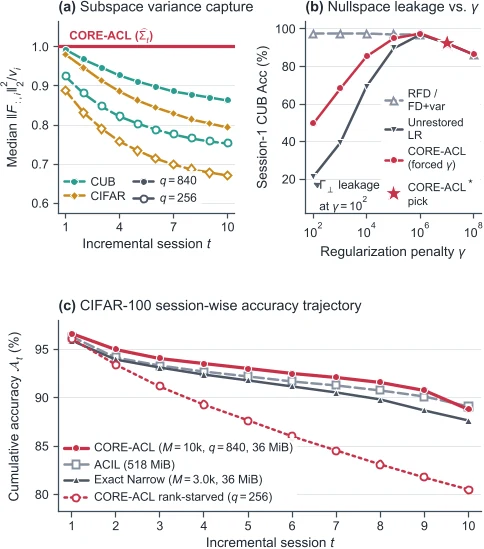 (a) Subspace variance capture
CORE-ACL (Σ̂ₜ)
Median ‖F:,i‖²₂/vᵢ
1.0
0.9
0.8
0.7
0.6
CUB
CIFAR
q = 840
q = 256
1
4
7
10
Incremental session t
(b) Nullspace leakage vs. γ
Session-1 CUB Acc (%)
100
80
60
40
20
RFD /
FD+var
Unrestored
LR
CORE-ACL
(forced γ)
CORE-ACL*
pick
Γ⊥ leakage
at γ = 10²
10²
10⁴
10⁶
10⁸
Regularization penalty γ
(c) CIFAR-100 session-wise accuracy trajectory
Cumulative accuracy 𝒜ₜ (%)
95
90
85
80
CORE-ACL (M = 10k, q = 840, 36 MiB)
ACIL (518 MiB)
Exact Narrow (M = 3.0k, 36 MiB)
CORE-ACL rank-starved (q = 256)
1
2
3
4
5
6
7
8
9
10
Incremental session t